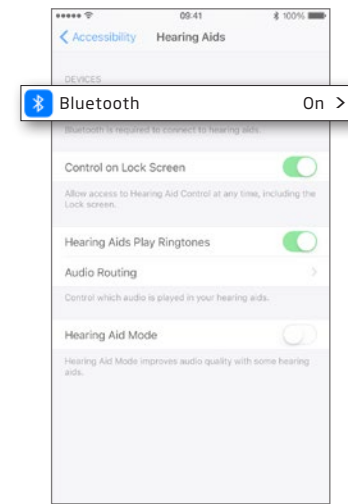 09.41 100%
Accessibility Hearing Aids
DEVICES
Bluetooth On
Bluetooth is required to connect to hearing aids.
Control on Lock Screen
Allow access to Hearing Aid Control at any time, including the
Lock screen.
Hearing Aids Play Ringtones
Audio Routing
Control which audio is played in your hearing aids.
Hearing Aid Mode
Hearing Aid Mode improves audio quality with some hearing
aids.